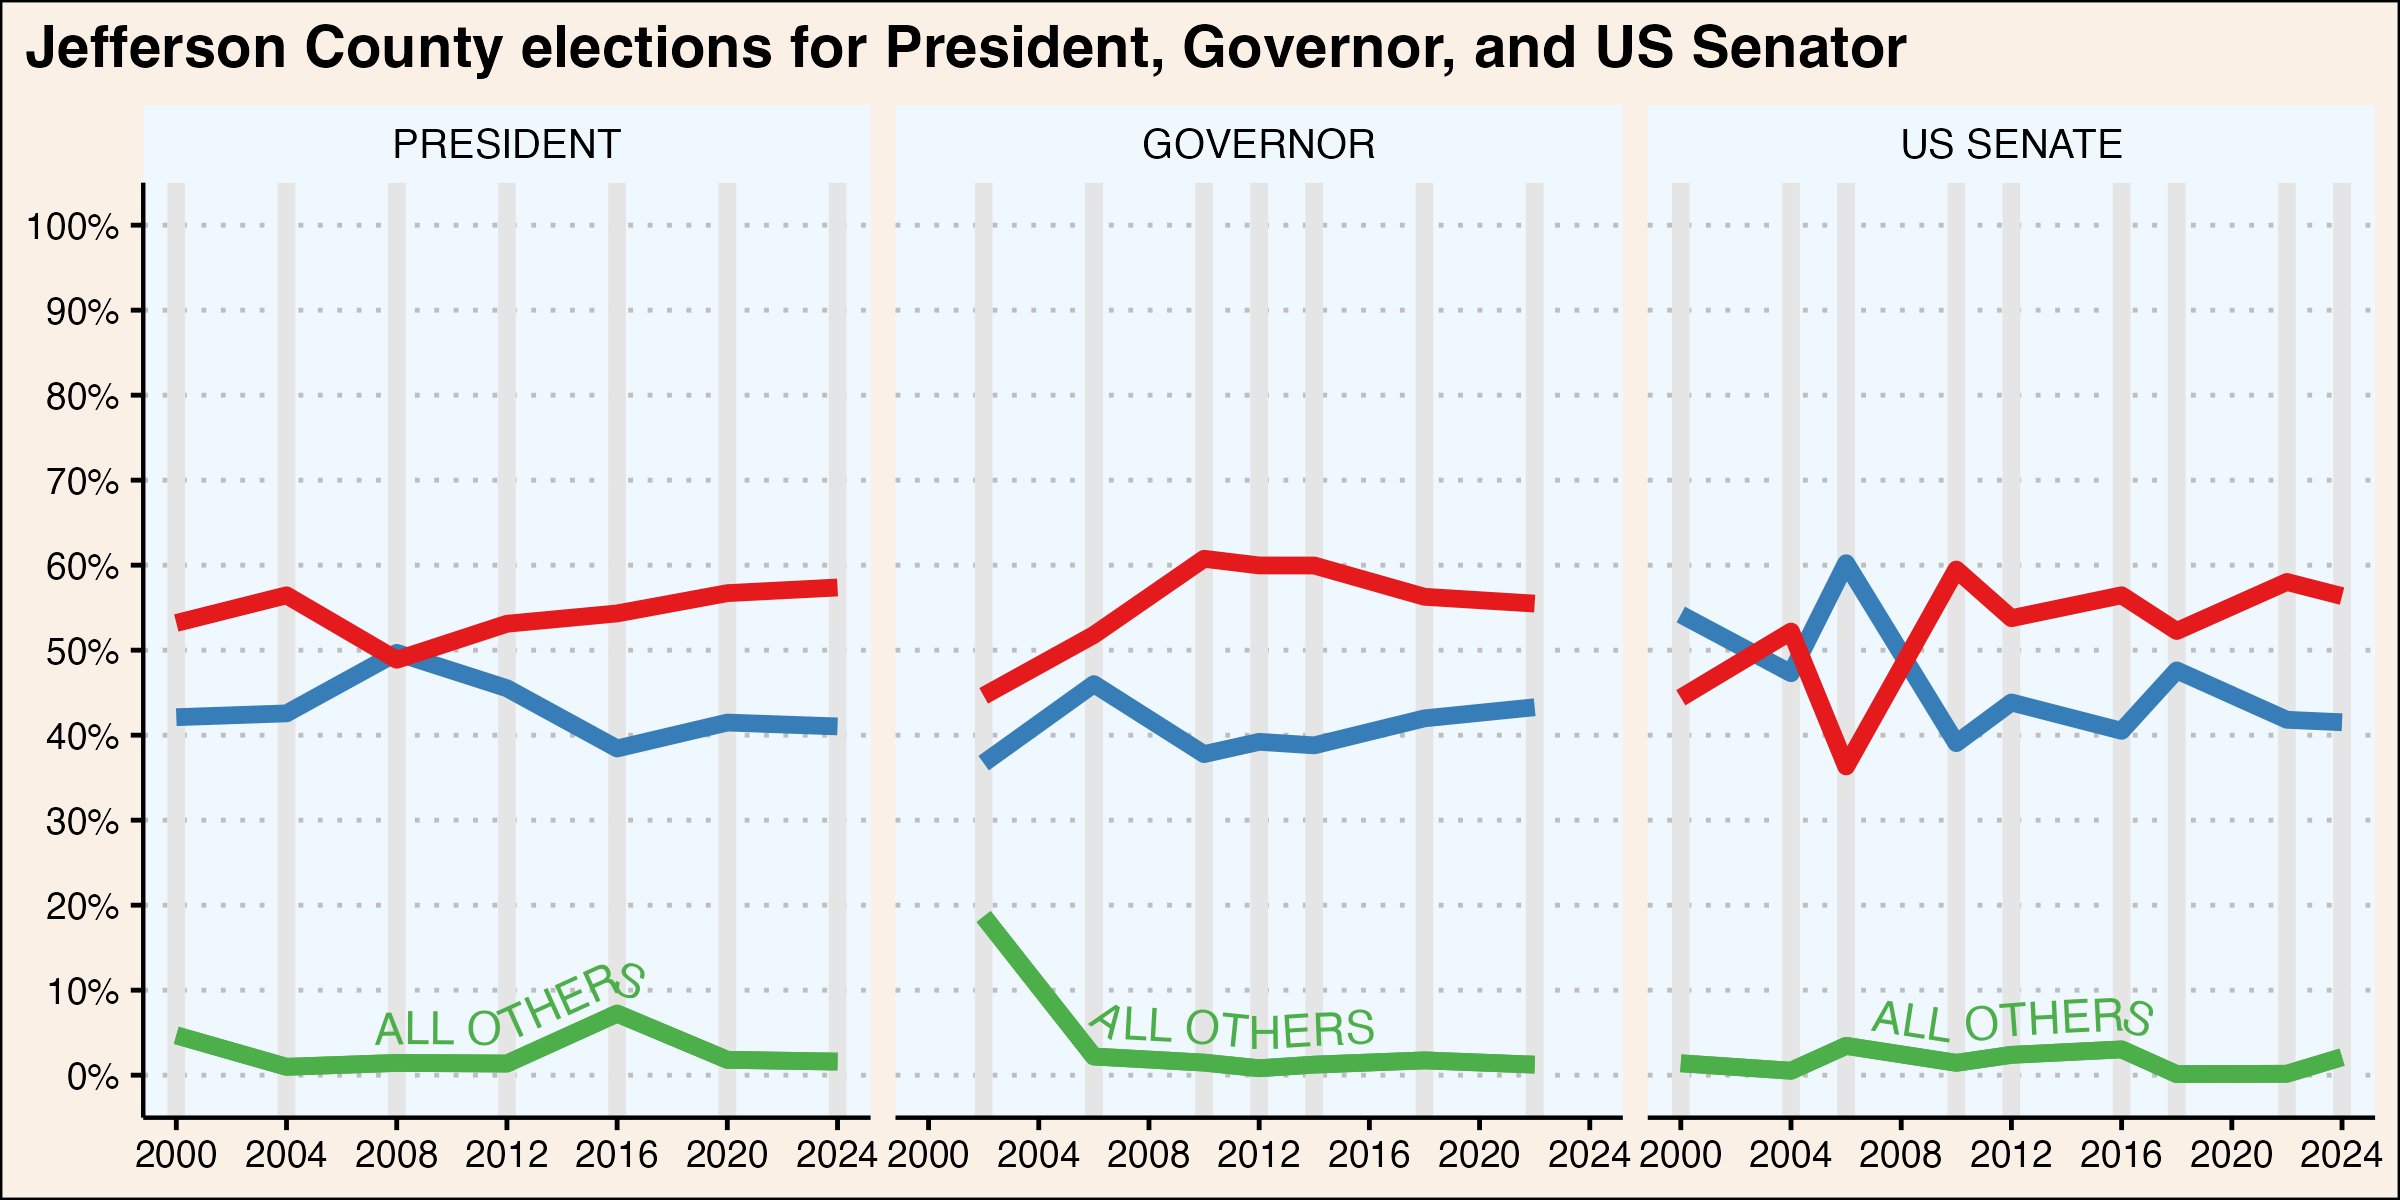 Jefferson County elections for President, Governor, and US Senator
PRESIDENT
GOVERNOR
US SENATE
100%
90%
80%
70%
60%
50%
40%
30%
20%
10%
0%
ALL OTHERS
ALL OTHERS
ALL OTHERS
2000 2004 2008 2012 2016 2020 2024
2000 2004 2008 2012 2016 2020 2024
2000 2004 2008 2012 2016 2020 2024